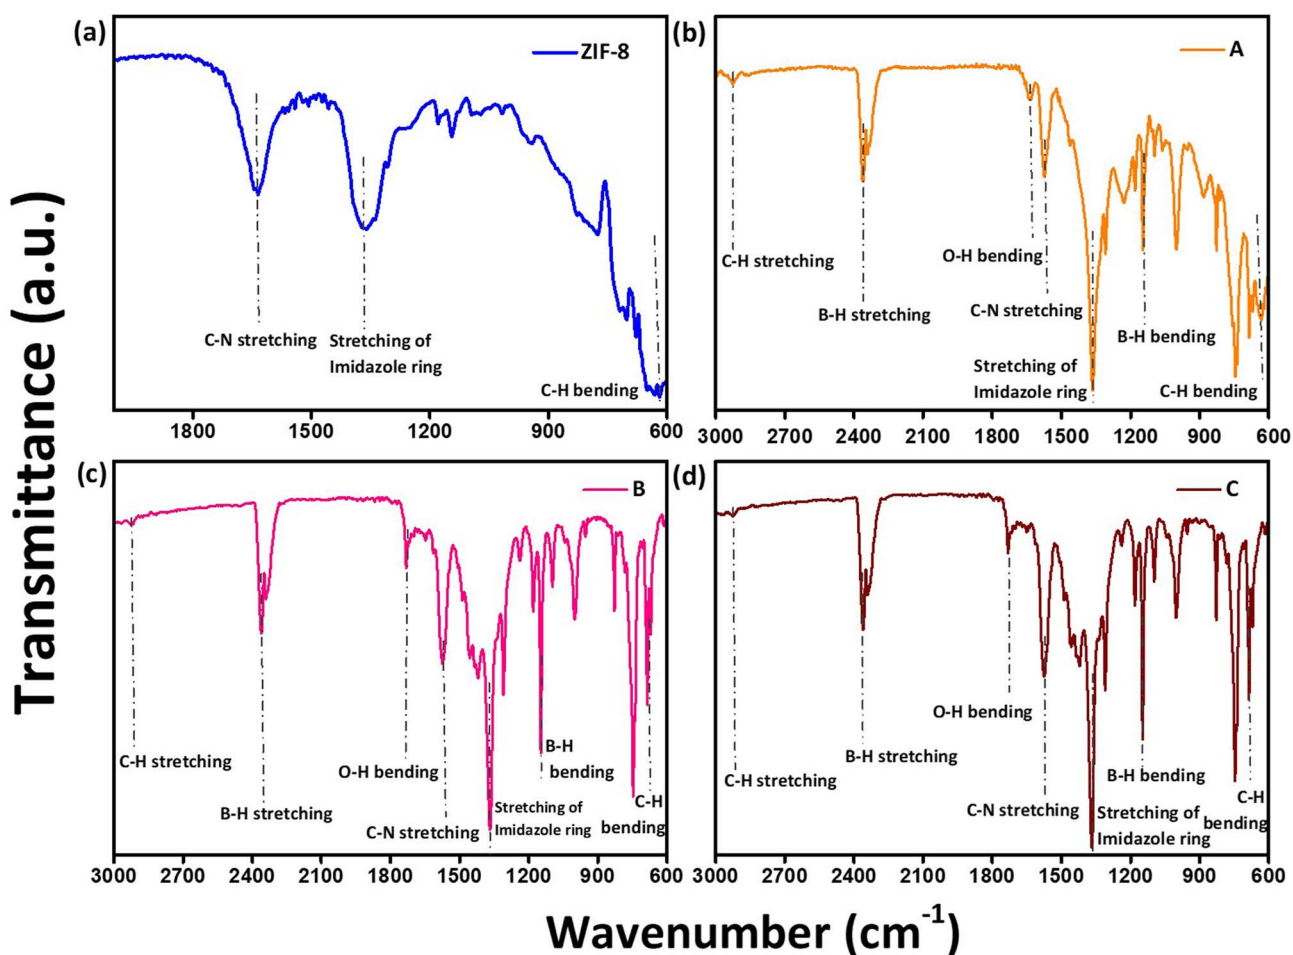 Transmittance (a.u.)
(a)
ZIF-8
C-N stretching
Stretching of
Imidazole ring
C-H bending
1800
1500
1200
900
600
(b)
A
C-H stretching
B-H stretching
O-H bending
C-N stretching
Stretching of
Imidazole ring
B-H bending
C-H bending
3000
2700
2400
2100
1800
1500
1200
900
600
(c)
B
C-H stretching
B-H stretching
O-H bending
C-N stretching
Stretching of
Imidazole ring
B-H
bending
C-H
bending
3000
2700
2400
2100
1800
1500
1200
900
600
(d)
C
C-H stretching
B-H stretching
O-H bending
C-N stretching
Stretching of
Imidazole ring
B-H bending
C-H
bending
3000
2700
2400
2100
1800
1500
1200
900
600
Wavenumber (cm⁻¹)